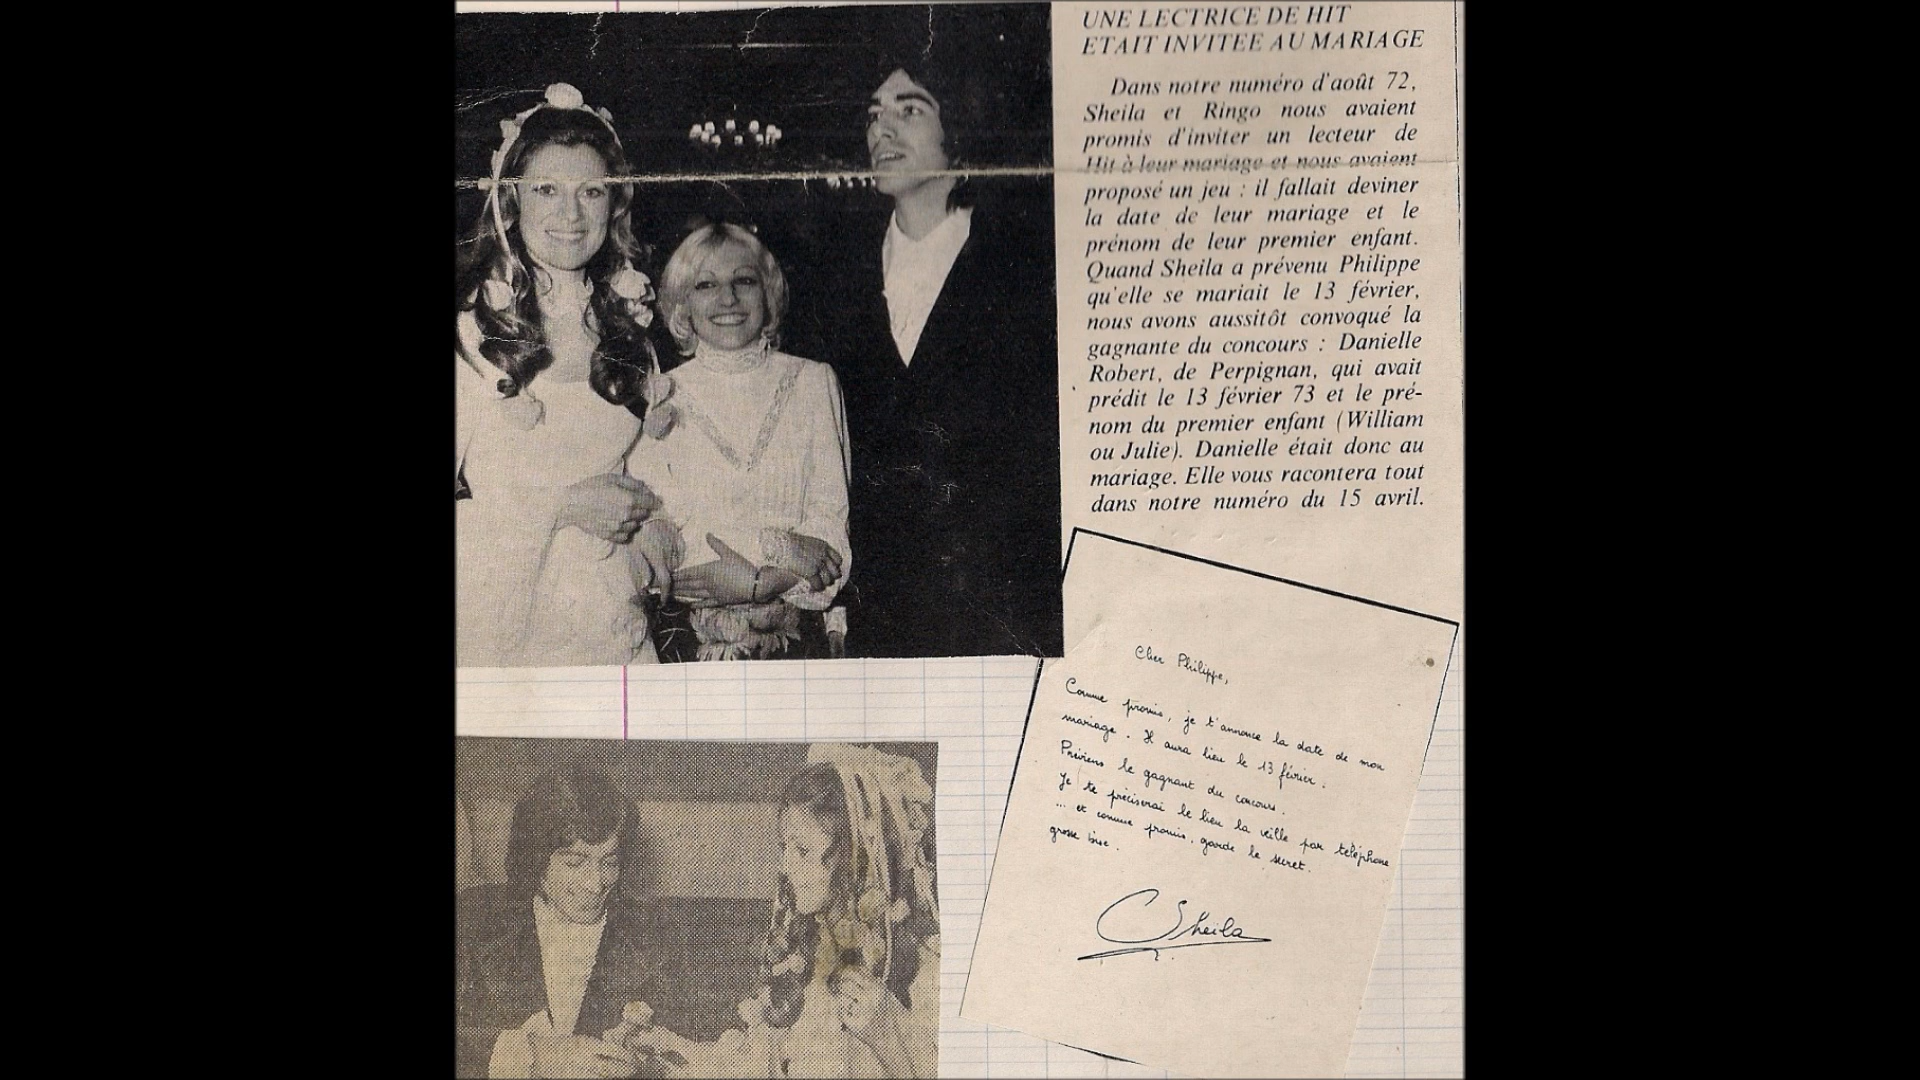 UNE LECTRICE DE HIT
ETAIT INVITEE AU MARIAGE
Dans notre numéro d'août 72,
Sheila et Ringo nous avaient
promis d'inviter un lecteur de
Hit à leur mariage et nous avaient
proposé un jeu : il fallait deviner
la date de leur mariage et le
prénom de leur premier enfant.
Quand Sheila a prévenu Philippe
qu'elle se mariait le 13 février,
nous avons aussitôt convoqué la
gagnante du concours : Danielle
Robert, de Perpignan, qui avait
prédit le 13 février 73 et le pré-
nom du premier enfant (William
ou Julie). Danielle était donc au
mariage. Elle vous racontera tout
dans notre numéro du 15 avril.
Cher Philippe,
Comme promis, je t'annonce la date de mon
mariage. Il aura lieu le 13 février.
Préviens le gagnant du concours.
Je te préciserai le lieu la veille par téléphone
... et comme promis, garde le secret.
grosse bise.
Sheila